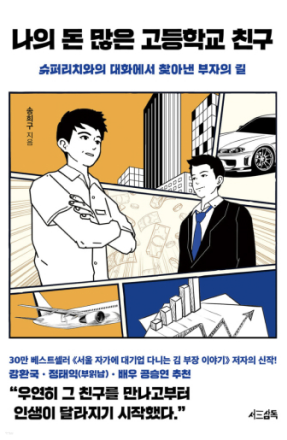 나의 돈 많은 고등학교 친구
슈퍼리치와의 대화에서 찾아낸 부자의 길
송희구 지음
30만 베스트셀러 《서울 자가에 대기업 다니는 김 부장 이야기》 저자의 신작!
강환국 · 정태익(부읽남) · 배우 공승연 추천
“우연히 그 친구를 만나고부터
인생이 달라지기 시작했다.”
서삼독